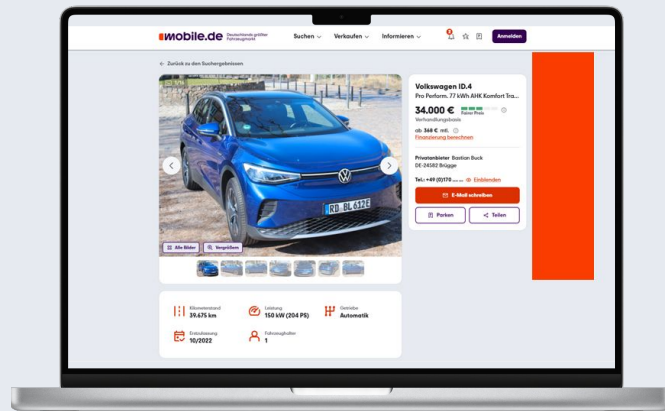 mobile.de Deutschlands größter
Fahrzeugmarkt
Suchen
Verkaufen
Informieren
Anmelden
Zurück zu den Suchergebnissen
RD BL 612E
Alle Bilder
Vergrößern
Volkswagen ID.4
Pro Perform. 77 kWh AHK Komfort Tra...
34.000 € Fairer Preis
Verhandlungsbasis
ab 368 € mtl.
Finanzierung berechnen
Privatanbieter Bastian Buck
DE-24582 Brügge
Tel.: +49 (0)178 ... ... Einblenden
E-Mail schreiben
Parken
Teilen
Kilometerstand
39.675 km
Leistung
150 kW (204 PS)
Getriebe
Automatik
Erstzulassung
10/2022
Fahrzeughalter
1